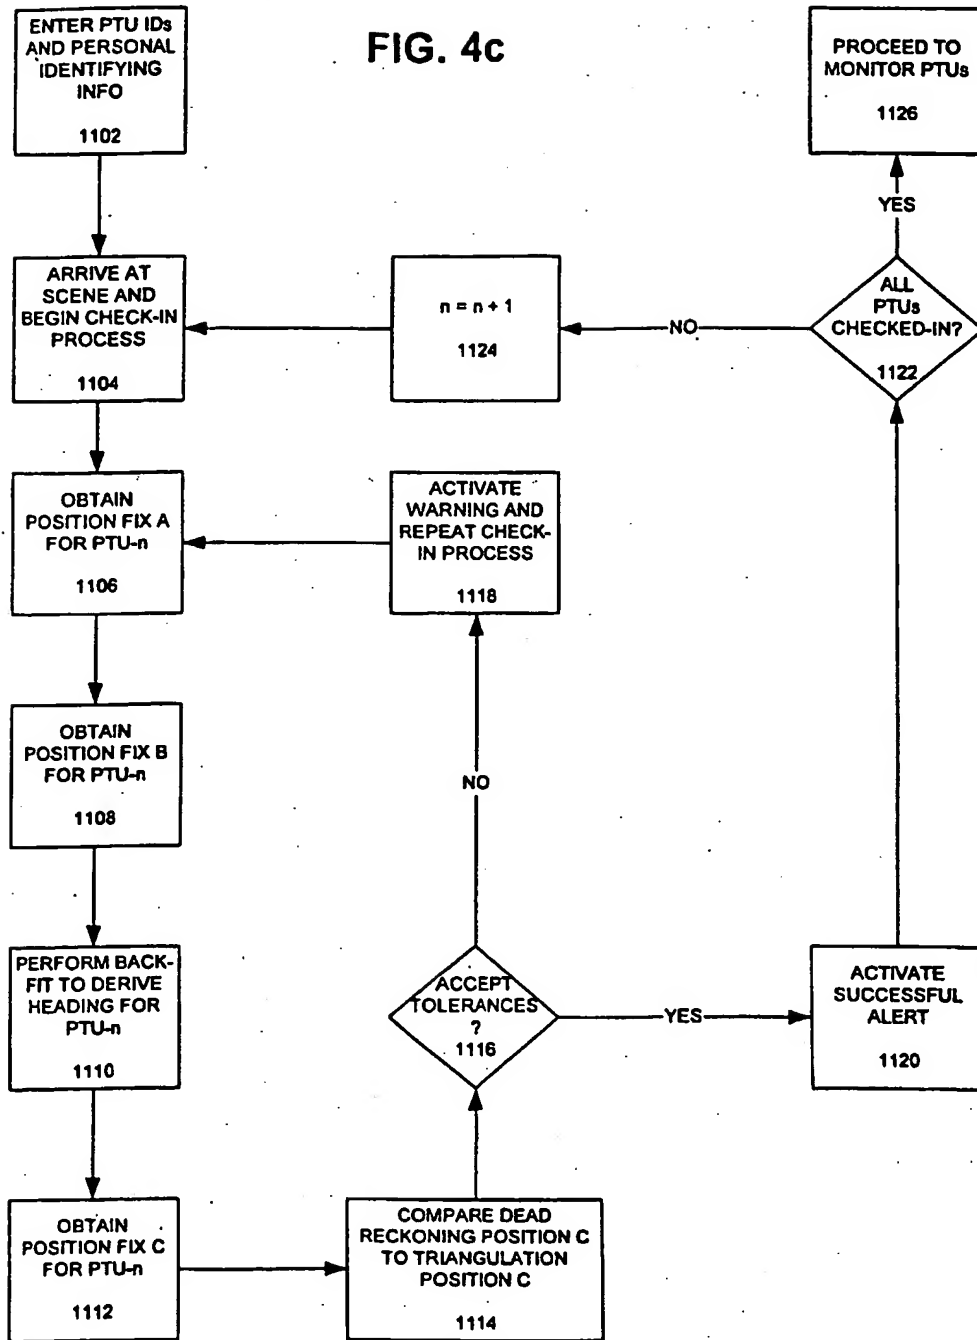 FIG. 4c
ENTER PTU IDs
AND PERSONAL
IDENTIFYING
INFO
1102
PROCEED TO
MONITOR PTUs
1126
YES
ARRIVE AT
SCENE AND
BEGIN CHECK-IN
PROCESS
1104
n = n + 1
1124
NO
ALL
PTUs
CHECKED-IN?
1122
OBTAIN
POSITION FIX A
FOR PTU-n
1106
ACTIVATE
WARNING AND
REPEAT CHECK-
IN PROCESS
1118
OBTAIN
POSITION FIX B
FOR PTU-n
1108
NO
PERFORM BACK-
FIT TO DERIVE
HEADING FOR
PTU-n
1110
ACCEPT
TOLERANCES
?
1116
YES
ACTIVATE
SUCCESSFUL
ALERT
1120
OBTAIN
POSITION FIX C
FOR PTU-n
1112
COMPARE DEAD
RECKONING POSITION C
TO TRIANGULATION
POSITION C
1114